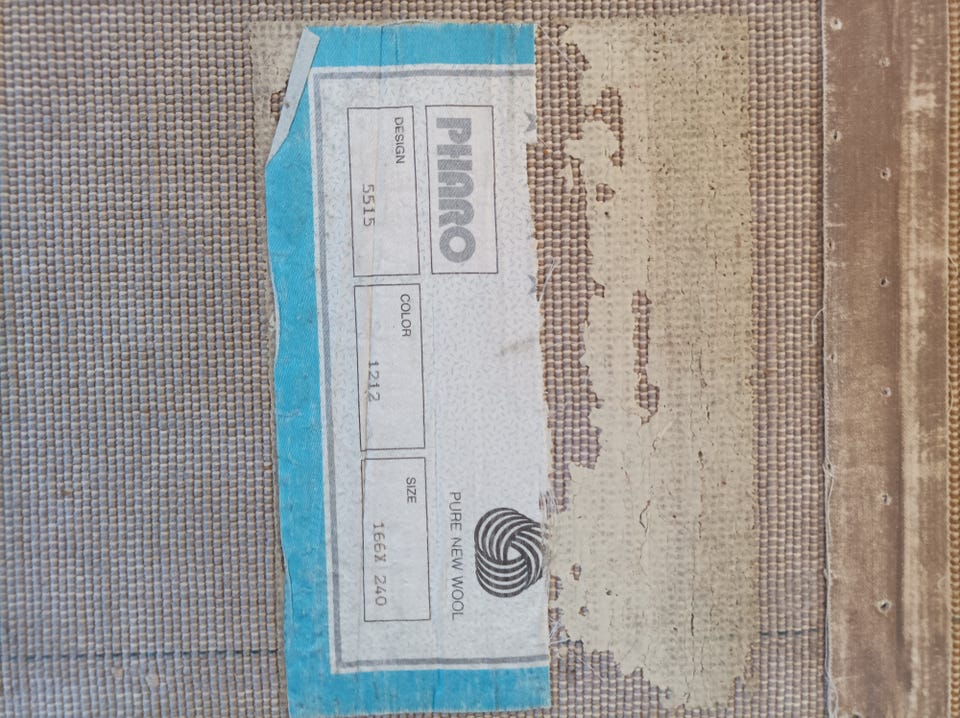 PHARO
PURE NEW WOOL
DESIGN
5515
COLOR
1212
SIZE
166X 240